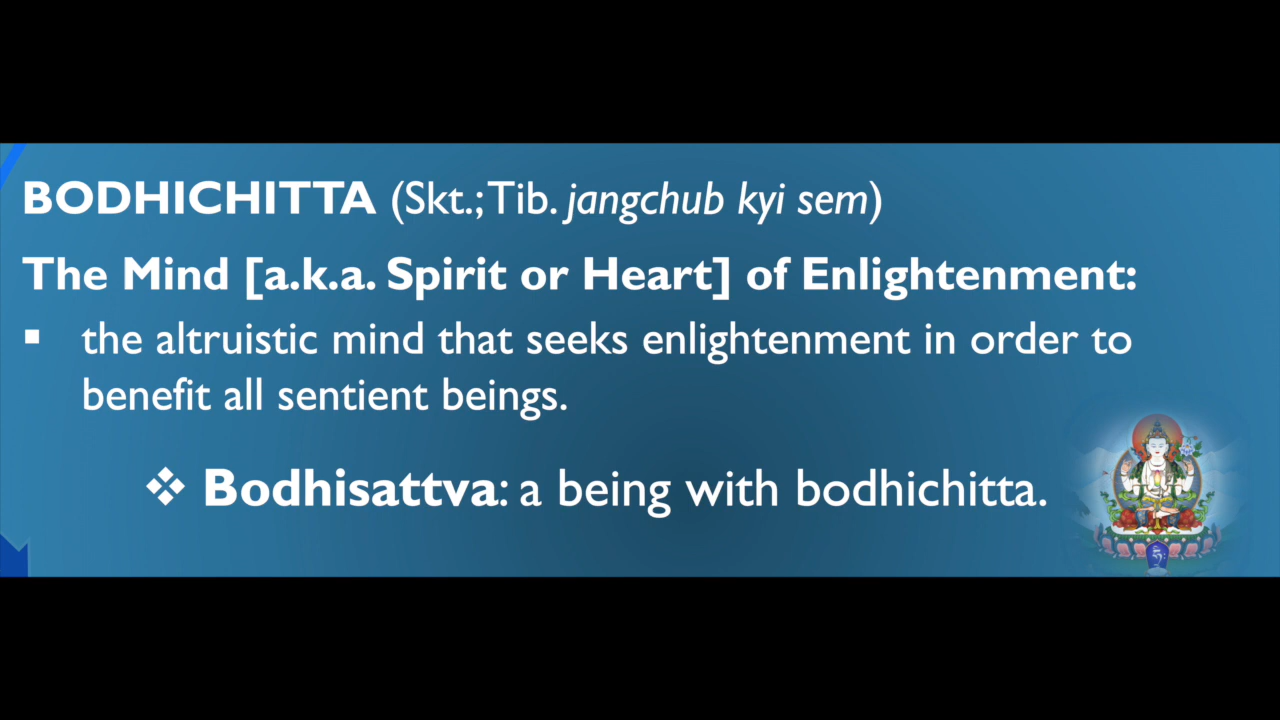 BODHICHITTA (Skt.; Tib. jangchub kyi sem)
The Mind [a.k.a. Spirit or Heart] of Enlightenment:
▪ the altruistic mind that seeks enlightenment in order to
benefit all sentient beings.
❖ Bodhisattva: a being with bodhichitta.